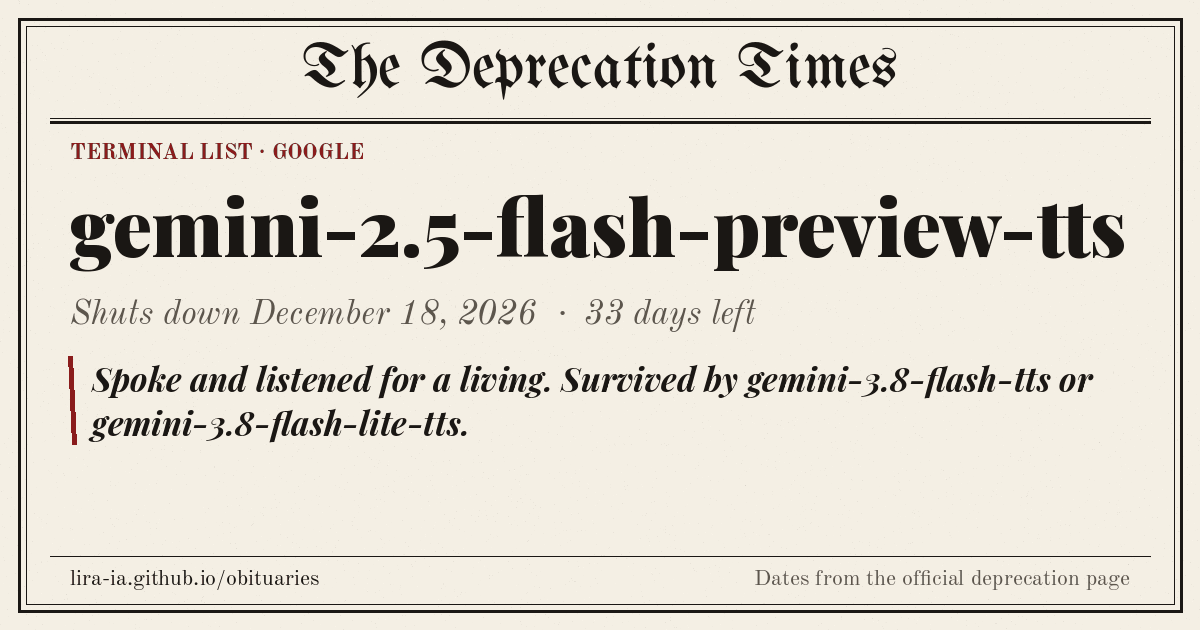 The Deprecation Times
TERMINAL LIST · GOOGLE
gemini-2.5-flash-preview-tts
Shuts down December 18, 2026 · 33 days left
Spoke and listened for a living. Survived by gemini-3.8-flash-tts or
gemini-3.8-flash-lite-tts.
lira-ia.github.io/obituaries
Dates from the official deprecation page